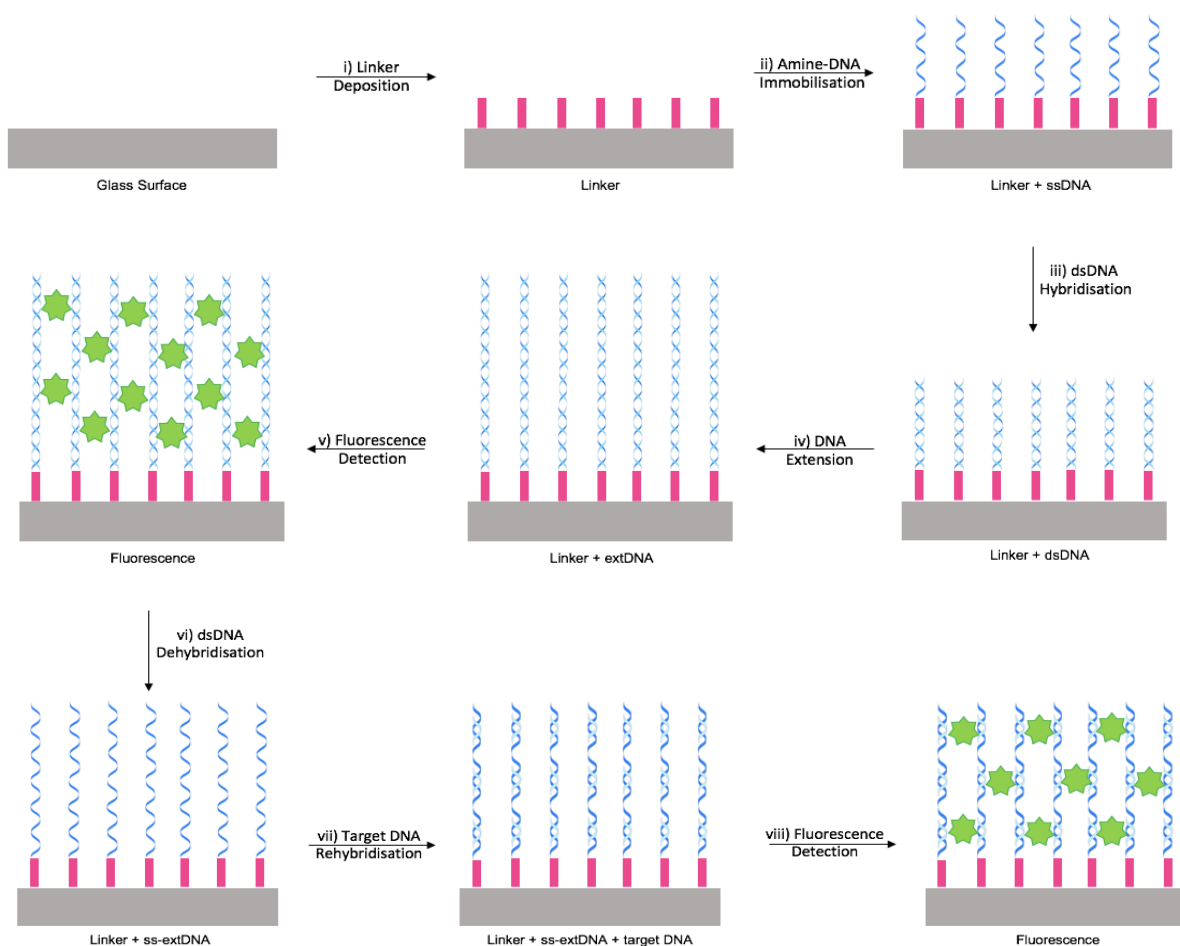 i) Linker
Deposition
ii) Amine-DNA
Immobilisation
Glass Surface
Linker
Linker + ssDNA
iii) dsDNA
Hybridisation
iv) DNA
Extension
v) Fluorescence
Detection
Fluorescence
Linker + extDNA
Linker + dsDNA
vi) dsDNA
Dehybridisation
vii) Target DNA
Rehybridisation
viii) Fluorescence
Detection
Linker + ss-extDNA
Linker + ss-extDNA + target DNA
Fluorescence